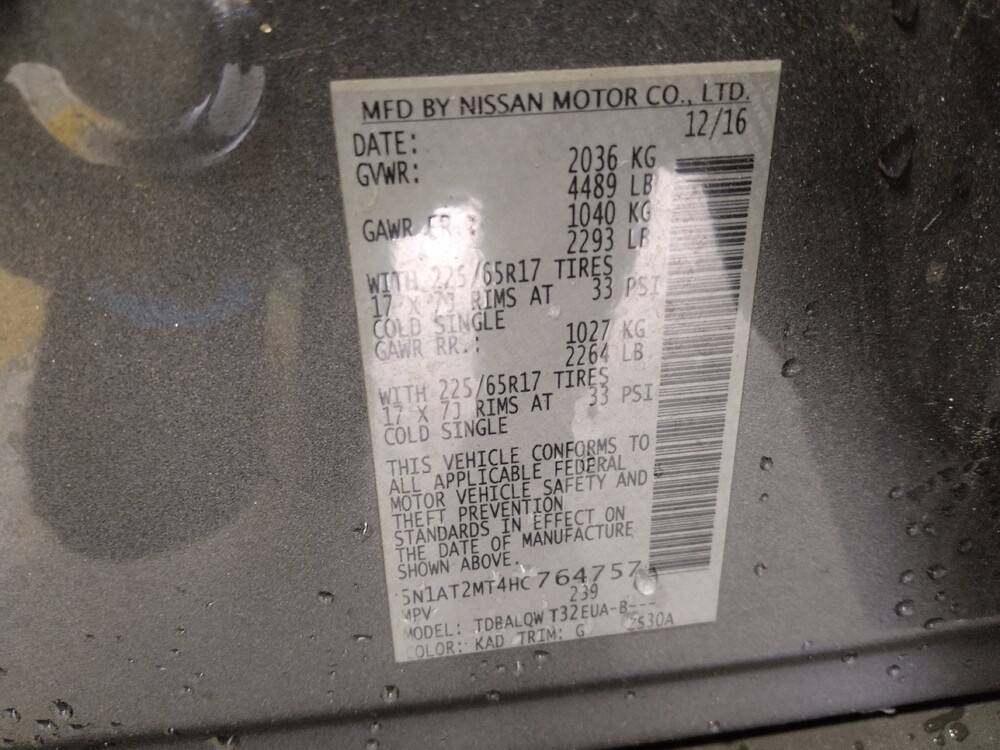 MFD BY NISSAN MOTOR CO., LTD.
DATE: 12/16
GVWR: 2036 KG
4489 LB
GAWR FR.: 1040 KG
2293 LB
WITH 225/65R17 TIRES
17 X 7J RIMS AT 33 PSI
COLD SINGLE
GAWR RR.: 1027 KG
2264 LB
WITH 225/65R17 TIRES
17 X 7J RIMS AT 33 PSI
COLD SINGLE
THIS VEHICLE CONFORMS TO
ALL APPLICABLE FEDERAL
MOTOR VEHICLE SAFETY AND
THEFT PREVENTION
STANDARDS IN EFFECT ON
THE DATE OF MANUFACTURE
SHOWN ABOVE.
239
MPV
MODEL: TDBALQW T32EUA-B---
COLOR: KAD TRIM: G